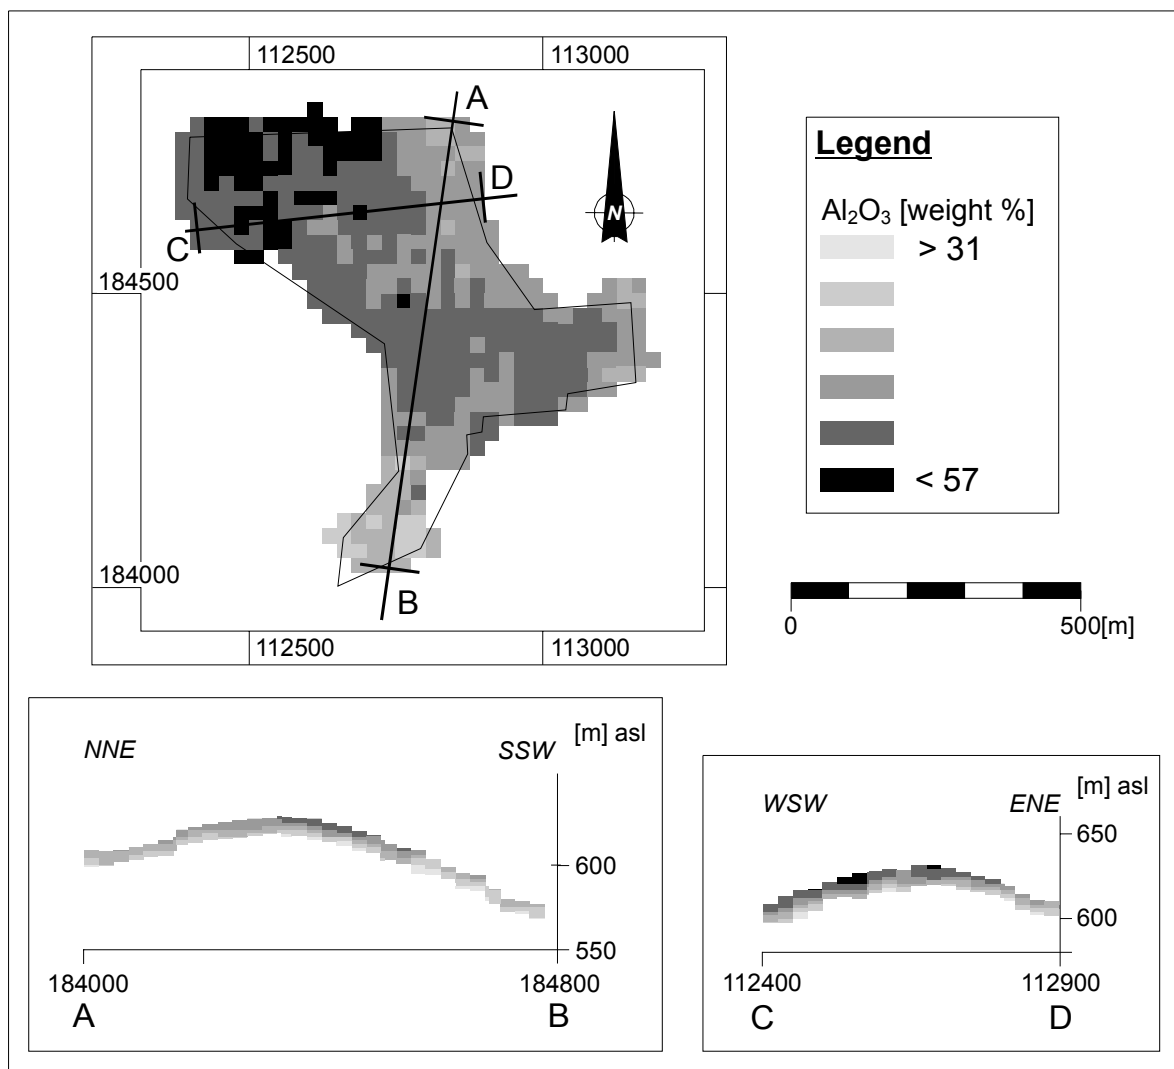 112500
113000
A
D
C
184500
184000
B
112500
113000
N
Legend
Al₂O₃ [weight %]
> 31
< 57
0
500[m]
NNE
SSW
[m] asl
600
550
184000
184800
A
B
WSW
ENE
[m] asl
650
600
112400
112900
C
D